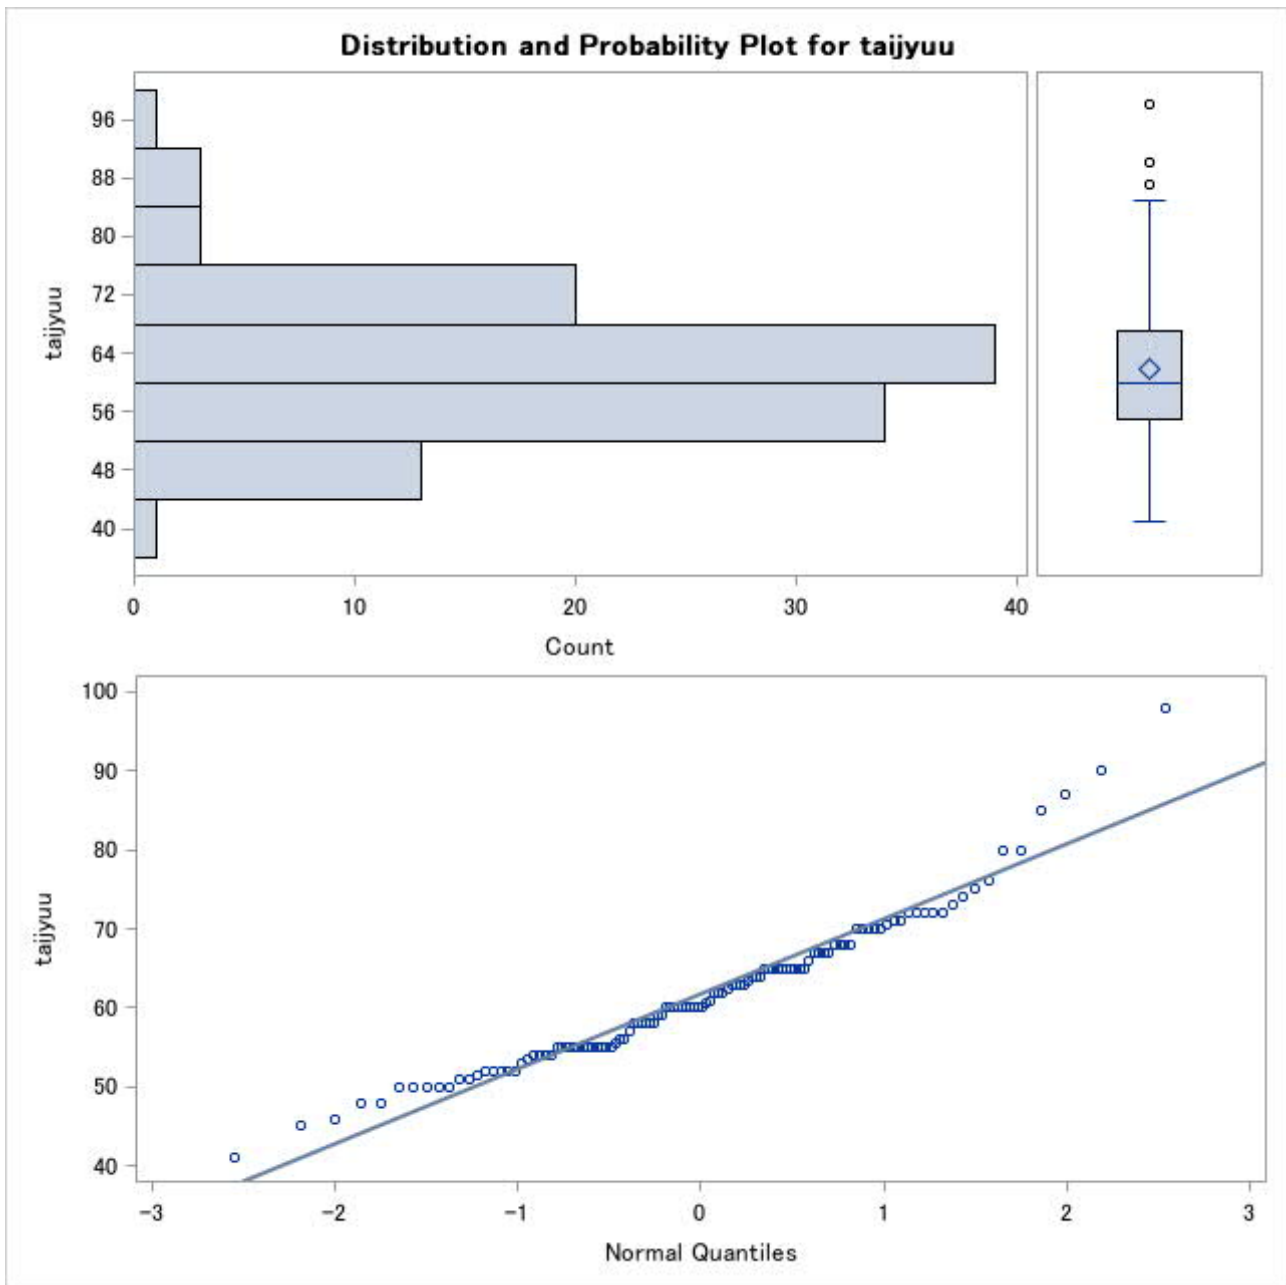 Distribution and Probability Plot for taijyuu
taijyuu
96
88
80
72
64
56
48
40
0 10 20 30 40
Count
taijyuu
100
90
80
70
60
50
40
-3 -2 -1 0 1 2 3
Normal Quantiles